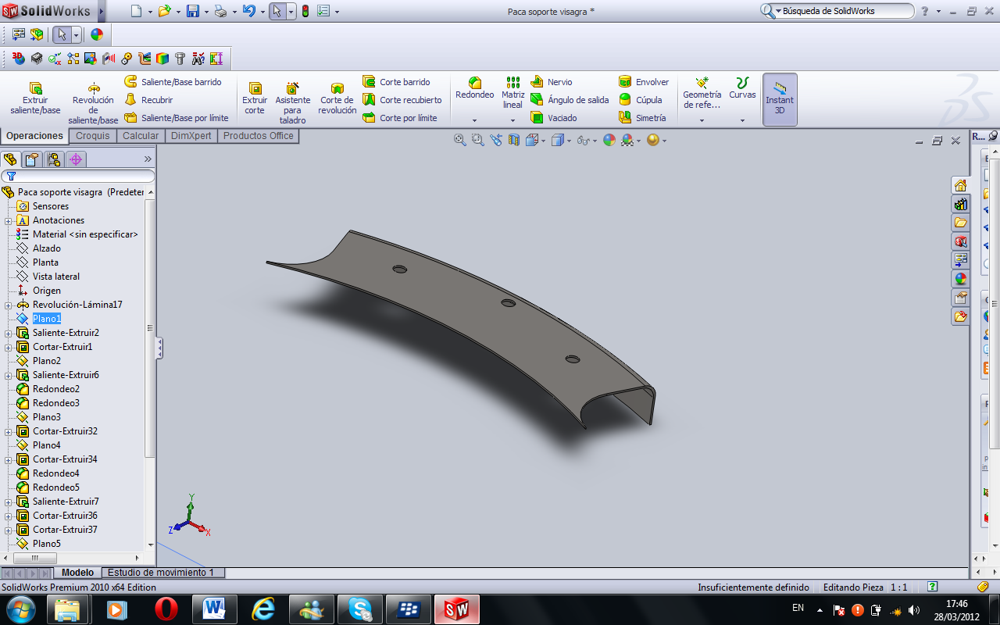 SolidWorks
Paca soporte visagra *
Búsqueda de SolidWorks
Extruir saliente/base
Revolución de saliente/base
Saliente/Base barrido
Recubrir
Saliente/Base por límite
Extruir corte
Asistente para taladro
Corte de revolución
Corte barrido
Corte recubierto
Corte por límite
Redondeo
Matriz lineal
Nervio
Ángulo de salida
Vaciado
Envolver
Cúpula
Simetría
Geometría de refe...
Curvas
Instant 3D
Operaciones
Croquis
Calcular
DimXpert
Productos Office
R...
Paca soporte visagra (Predeter
Sensores
Anotaciones
Material <sin especificar>
Alzado
Planta
Vista lateral
Origen
Revolución-Lámina17
Plano1
Saliente-Extruir2
Cortar-Extruir1
Plano2
Saliente-Extruir6
Redondeo2
Redondeo3
Plano3
Cortar-Extruir32
Plano4
Cortar-Extruir34
Redondeo4
Redondeo5
Saliente-Extruir7
Cortar-Extruir36
Cortar-Extruir37
Plano5
Y
Z
X
Modelo
Estudio de movimiento 1
SolidWorks Premium 2010 x64 Edition
Insuficientemente definido
Editando Pieza
1 : 1
EN
17:46
28/03/2012